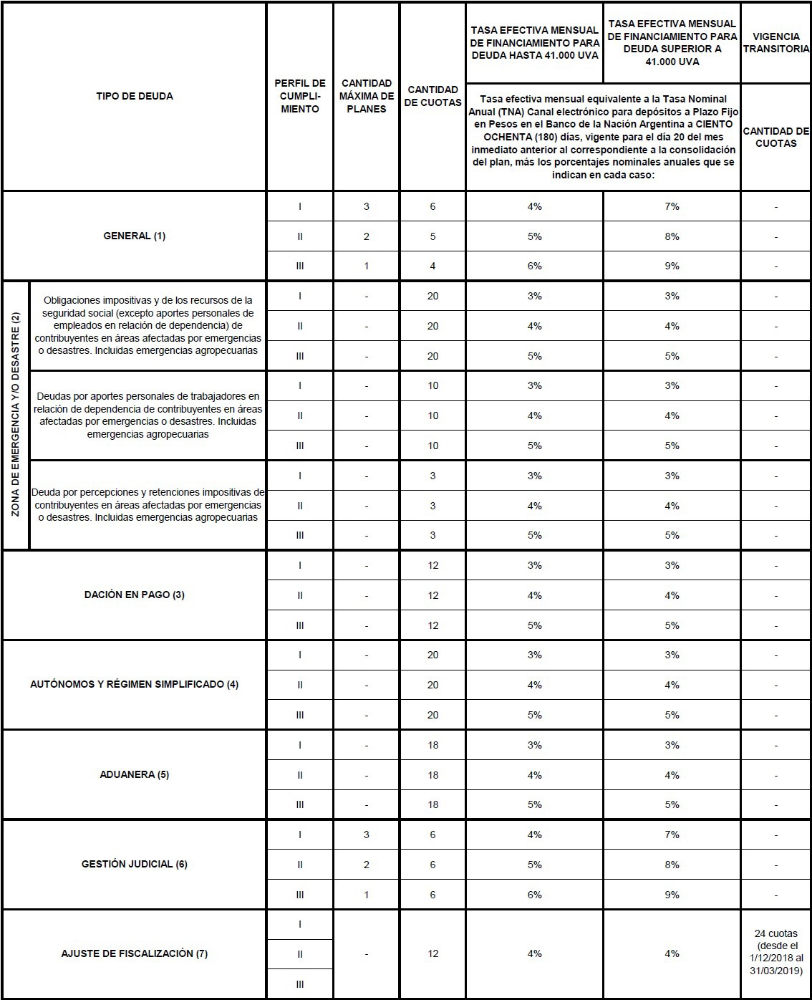 TIPO DE DEUDA
PERFIL DE
CUMPLI-
MIENTO
CANTIDAD
MÁXIMA DE
PLANES
CANTIDAD
DE CUOTAS
TASA EFECTIVA MENSUAL
DE FINANCIAMIENTO PARA
DEUDA HASTA 41.000 UVA
TASA EFECTIVA MENSUAL
DE FINANCIAMIENTO PARA
DEUDA SUPERIOR A
41.000 UVA
VIGENCIA
TRANSITORIA
Tasa efectiva mensual equivalente a la Tasa Nominal
Anual (TNA) Canal electrónico para depósitos a Plazo Fijo
en Pesos en el Banco de la Nación Argentina a CIENTO
OCHENTA (180) días, vigente para el día 20 del mes
inmediato anterior al correspondiente a la consolidación
del plan, más los porcentajes nominales anuales que se
indican en cada caso:
CANTIDAD DE
CUOTAS
GENERAL (1)
I 3 6 4% 7% -
II 2 5 5% 8% -
III 1 4 6% 9% -
ZONA DE EMERGENCIA Y/O DESASTRE (2)
Obligaciones impositivas y de los recursos de la
seguridad social (excepto aportes personales de
empleados en relación de dependencia) de
contribuyentes en áreas afectadas por emergencias
o desastres. Incluidas emergencias agropecuarias
I - 20 3% 3% -
II - 20 4% 4% -
III - 20 5% 5% -
Deudas por aportes personales de trabajadores en
relación de dependencia de contribuyentes en áreas
afectadas por emergencias o desastres. Incluidas
emergencias agropecuarias
I - 10 3% 3% -
II - 10 4% 4% -
III - 10 5% 5% -
Deuda por percepciones y retenciones impositivas de
contribuyentes en áreas afectadas por emergencias
o desastres. Incluidas emergencias agropecuarias
I - 3 3% 3% -
II - 3 4% 4% -
III - 3 5% 5% -
DACIÓN EN PAGO (3)
I - 12 3% 3% -
II - 12 4% 4% -
III - 12 5% 5% -
AUTÓNOMOS Y RÉGIMEN SIMPLIFICADO (4)
I - 20 3% 3% -
II - 20 4% 4% -
III - 20 5% 5% -
ADUANERA (5)
I - 18 3% 3% -
II - 18 4% 4% -
III - 18 5% 5% -
GESTIÓN JUDICIAL (6)
I 3 6 4% 7% -
II 2 6 5% 8% -
III 1 6 6% 9% -
AJUSTE DE FISCALIZACIÓN (7)
I
II
III
- 12 4% 4%
24 cuotas
(desde el
1/12/2018 al
31/03/2019)